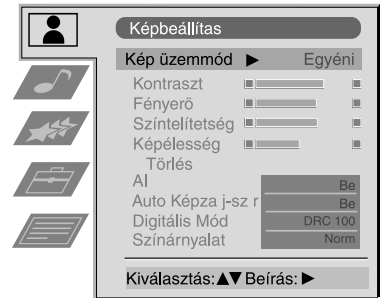 Képbeállítas
Kép üzemmód ▶ Egyéni
Kontraszt
Fényerö
Színtelítetség
Képélesség
Törlés
AI Be
Auto Képza j-sz r Be
Digitális Mód DRC 100
Színárnyalat Norm
Kiválasztás:▲▼ Beírás: ▶